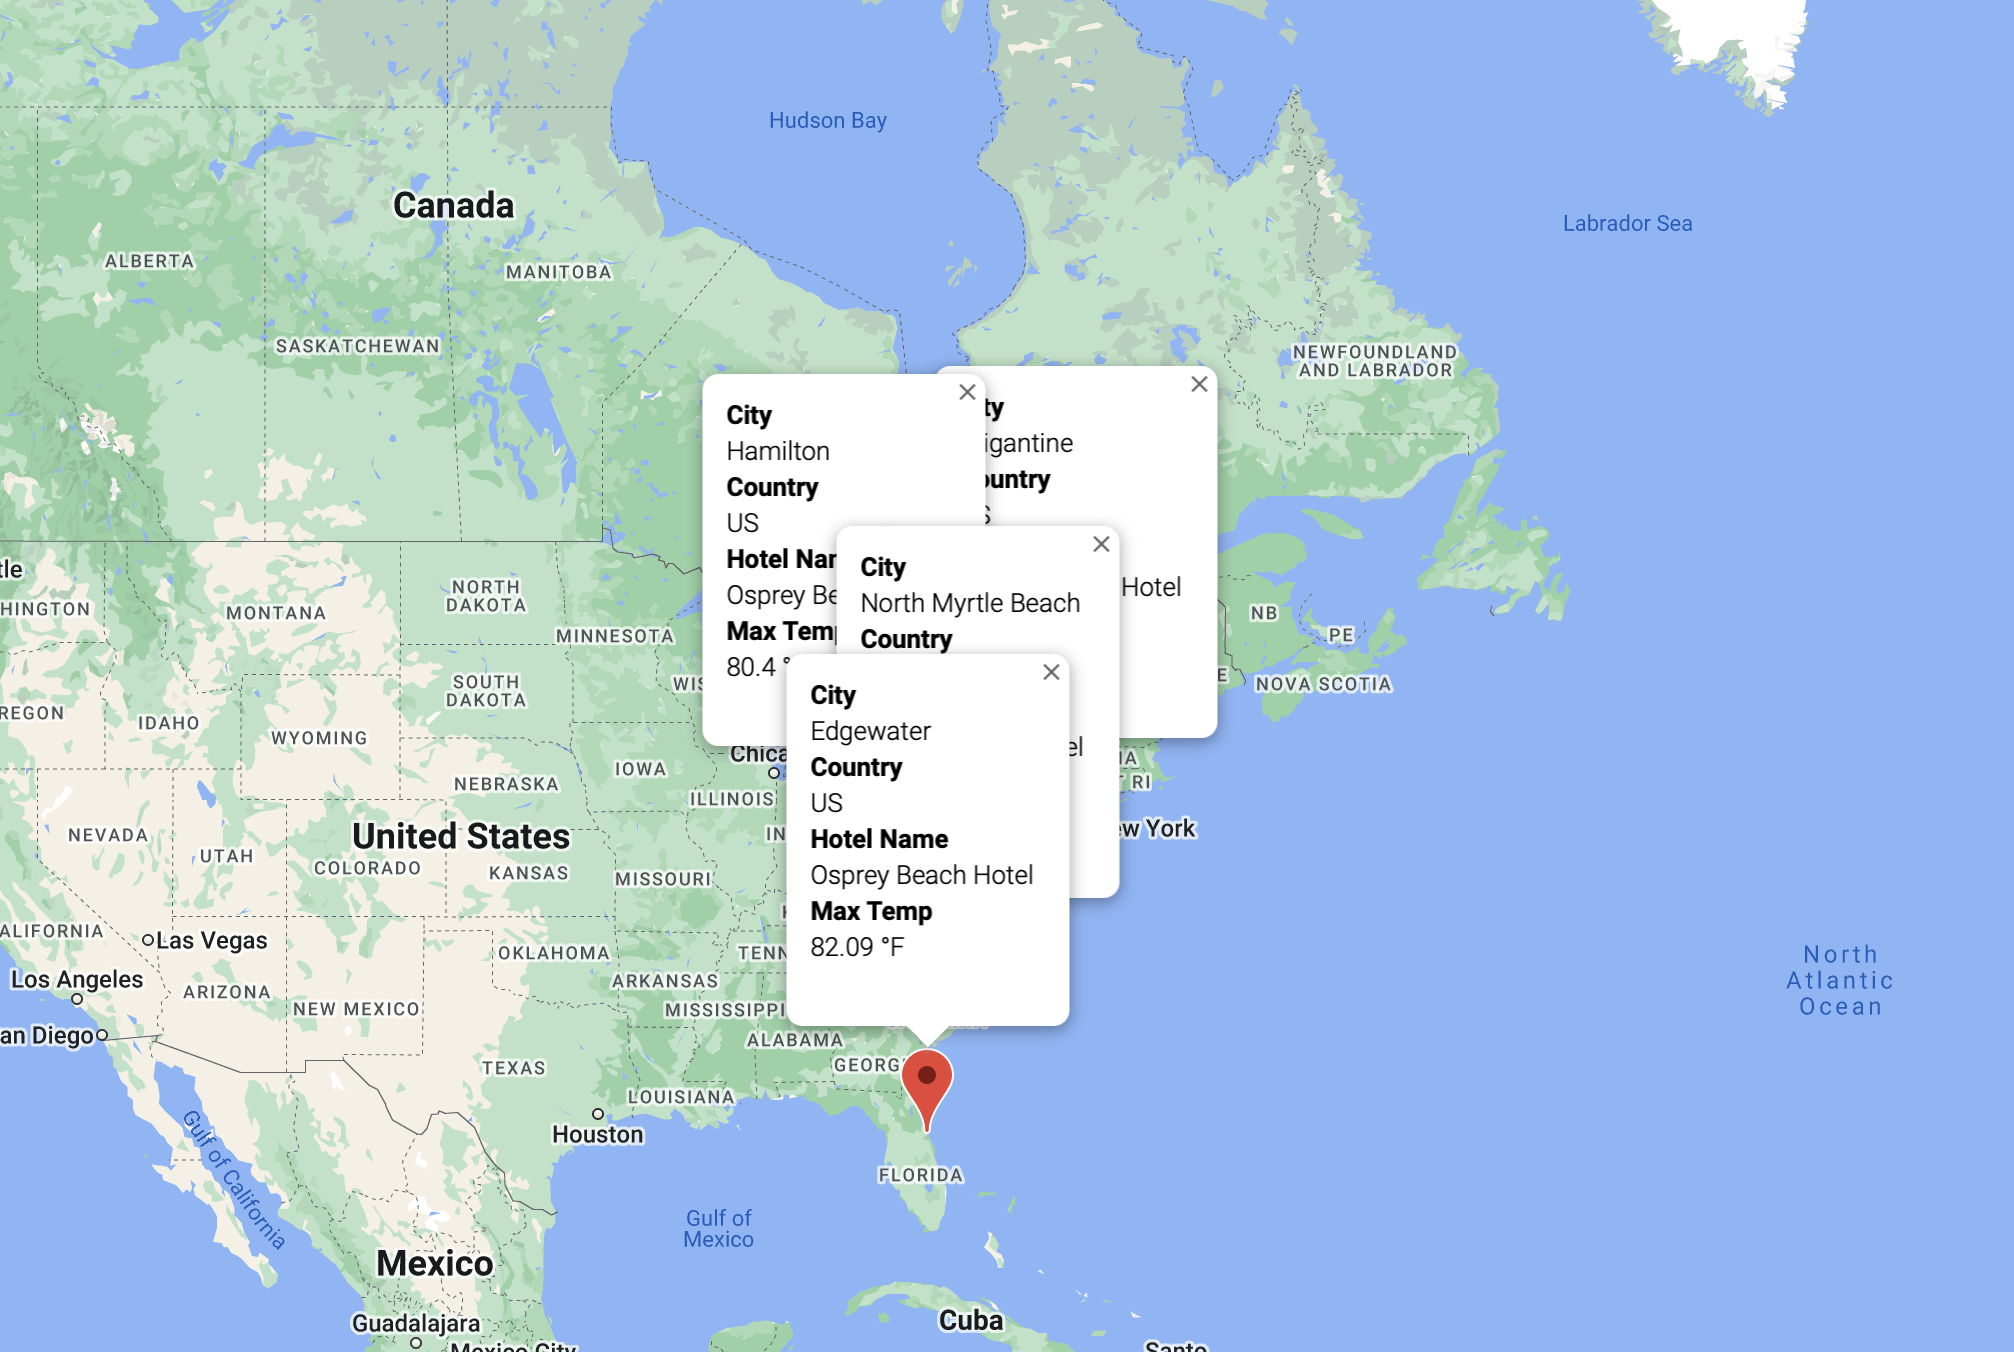 Hudson Bay
Labrador Sea
Canada
ALBERTA
MANITOBA
SASKATCHEWAN
NEWFOUNDLAND
AND LABRADOR
City
Hamilton
Country
US
Hotel Nam
Osprey Be
Max Temp
80.4 °
ty
igantine
ountry
S
Hotel
City
North Myrtle Beach
Country
el
City
Edgewater
Country
US
Hotel Name
Osprey Beach Hotel
Max Temp
82.09 °F
tle
HINGTON
MONTANA
NORTH
DAKOTA
MINNESOTA
NB
PE
SOUTH
DAKOTA
WIS
E
NOVA SCOTIA
REGON
IDAHO
WYOMING
Chica
IOWA
NEBRASKA
ILLINOIS
IA
T RI
NEVADA
United States
IN
ew York
UTAH
COLORADO
KANSAS
MISSOURI
K
ALIFORNIA
Las Vegas
OKLAHOMA
TENN
North
Atlantic
Ocean
Los Angeles
ARIZONA
NEW MEXICO
ARKANSAS
MISSISSIPPI
an Diego
ALABAMA
GEORG
TEXAS
LOUISIANA
Houston
Gulf of California
FLORIDA
Gulf of
Mexico
Mexico
Guadalajara
Mexico City
Cuba
Santo